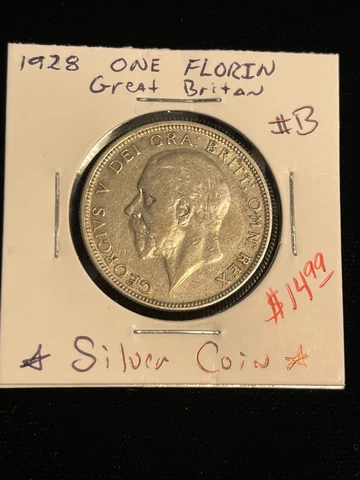 1928 ONE FLORIN
Great Britan
#B
GEORGIVS V DEI GRA: BRITT: OMN: REX
$14.99
☆ Silver Coin ☆